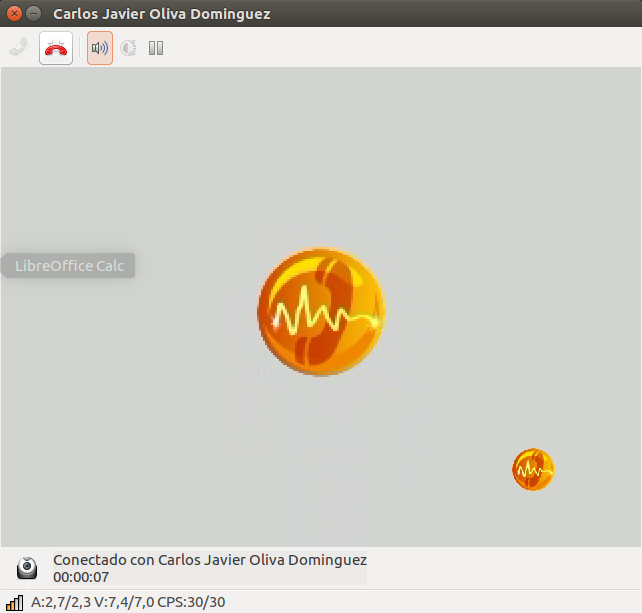 Carlos Javier Oliva Dominguez
LibreOffice Calc
Conectado con Carlos Javier Oliva Dominguez
00:00:07
A:2,7/2,3 V:7,4/7,0 CPS:30/30